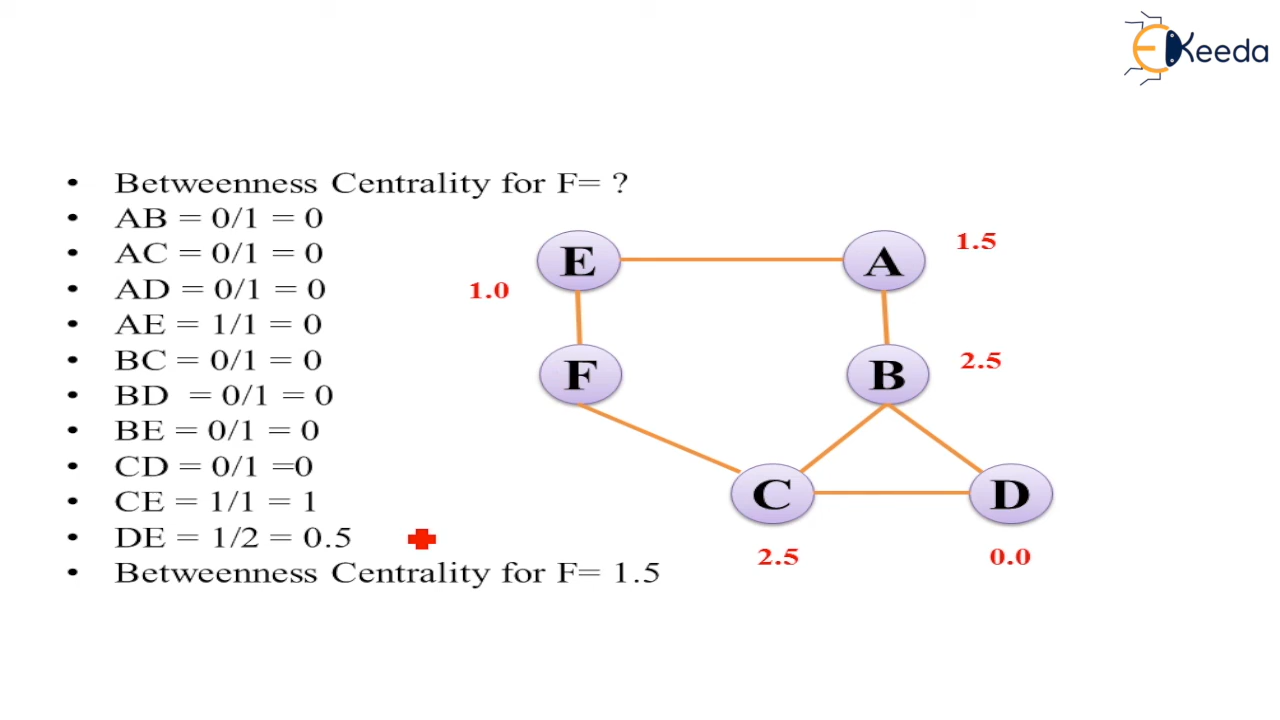 EKeeda
• Betweenness Centrality for F= ?
• AB = 0/1 = 0
• AC = 0/1 = 0
• AD = 0/1 = 0
• AE = 1/1 = 0
• BC = 0/1 = 0
• BD = 0/1 = 0
• BE = 0/1 = 0
• CD = 0/1 =0
• CE = 1/1 = 1
• DE = 1/2 = 0.5
• Betweenness Centrality for F= 1.5
E
A
1.5
1.0
F
B
2.5
C
D
2.5
0.0